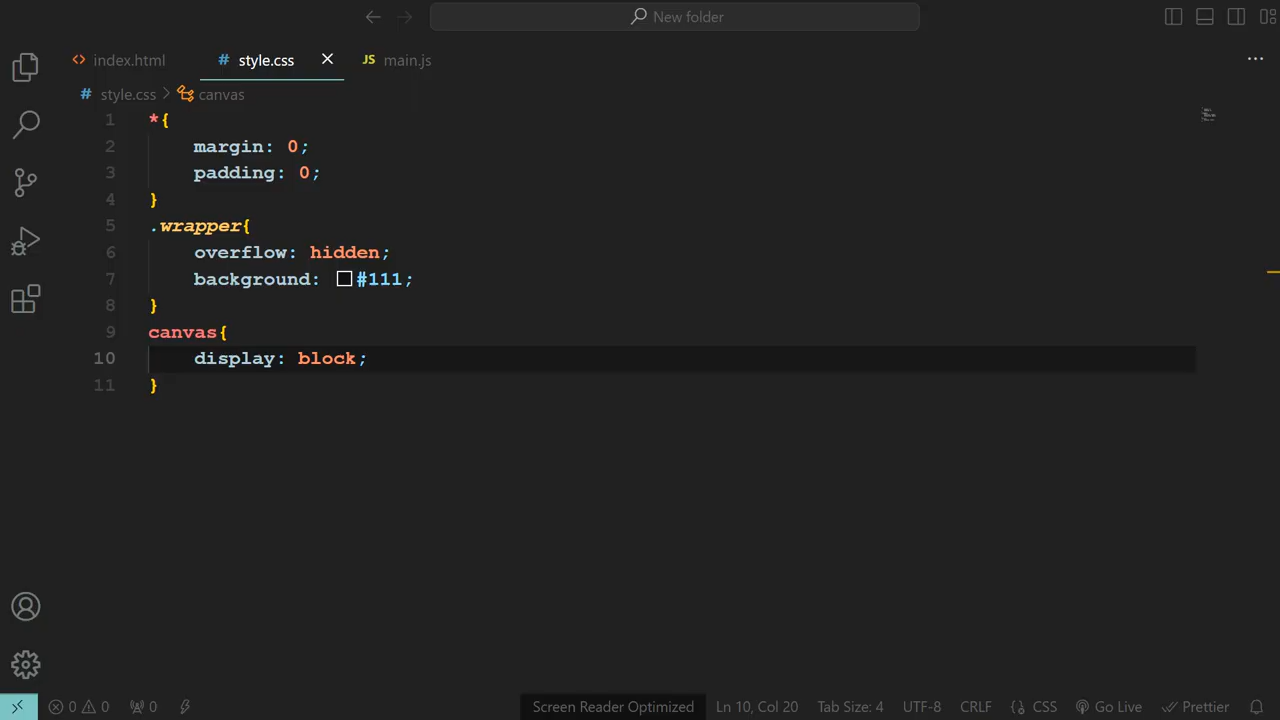 New folder
index.html
style.css
JS main.js
# style.css > canvas
1 *{
2 margin: 0;
3 padding: 0;
4 }
5 .wrapper{
6 overflow: hidden;
7 background: #111;
8 }
9 canvas{
10 display: block;
11 }
0 0 0 Screen Reader Optimized Ln 10, Col 20 Tab Size: 4 UTF-8 CRLF CSS Go Live Prettier